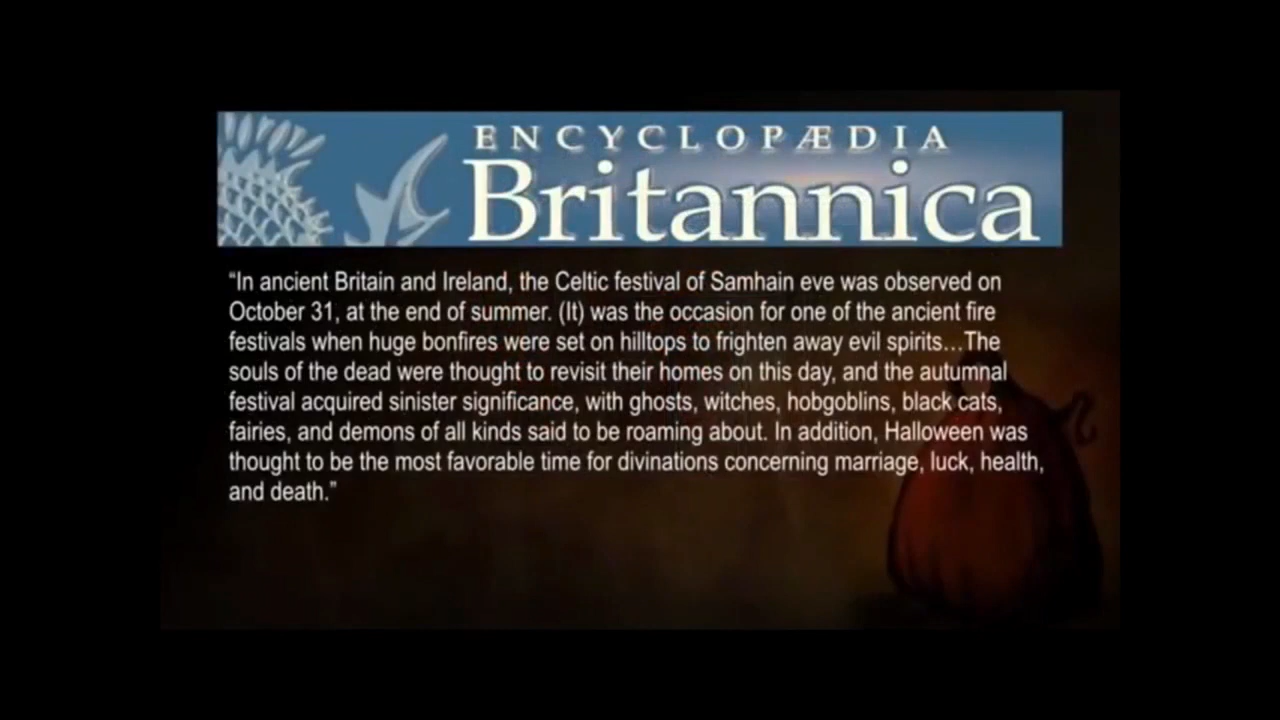 ENCYCLOPÆDIA
Britannica
“In ancient Britain and Ireland, the Celtic festival of Samhain eve was observed on
October 31, at the end of summer. (It) was the occasion for one of the ancient fire
festivals when huge bonfires were set on hilltops to frighten away evil spirits…The
souls of the dead were thought to revisit their homes on this day, and the autumnal
festival acquired sinister significance, with ghosts, witches, hobgoblins, black cats,
fairies, and demons of all kinds said to be roaming about. In addition, Halloween was
thought to be the most favorable time for divinations concerning marriage, luck, health,
and death.”